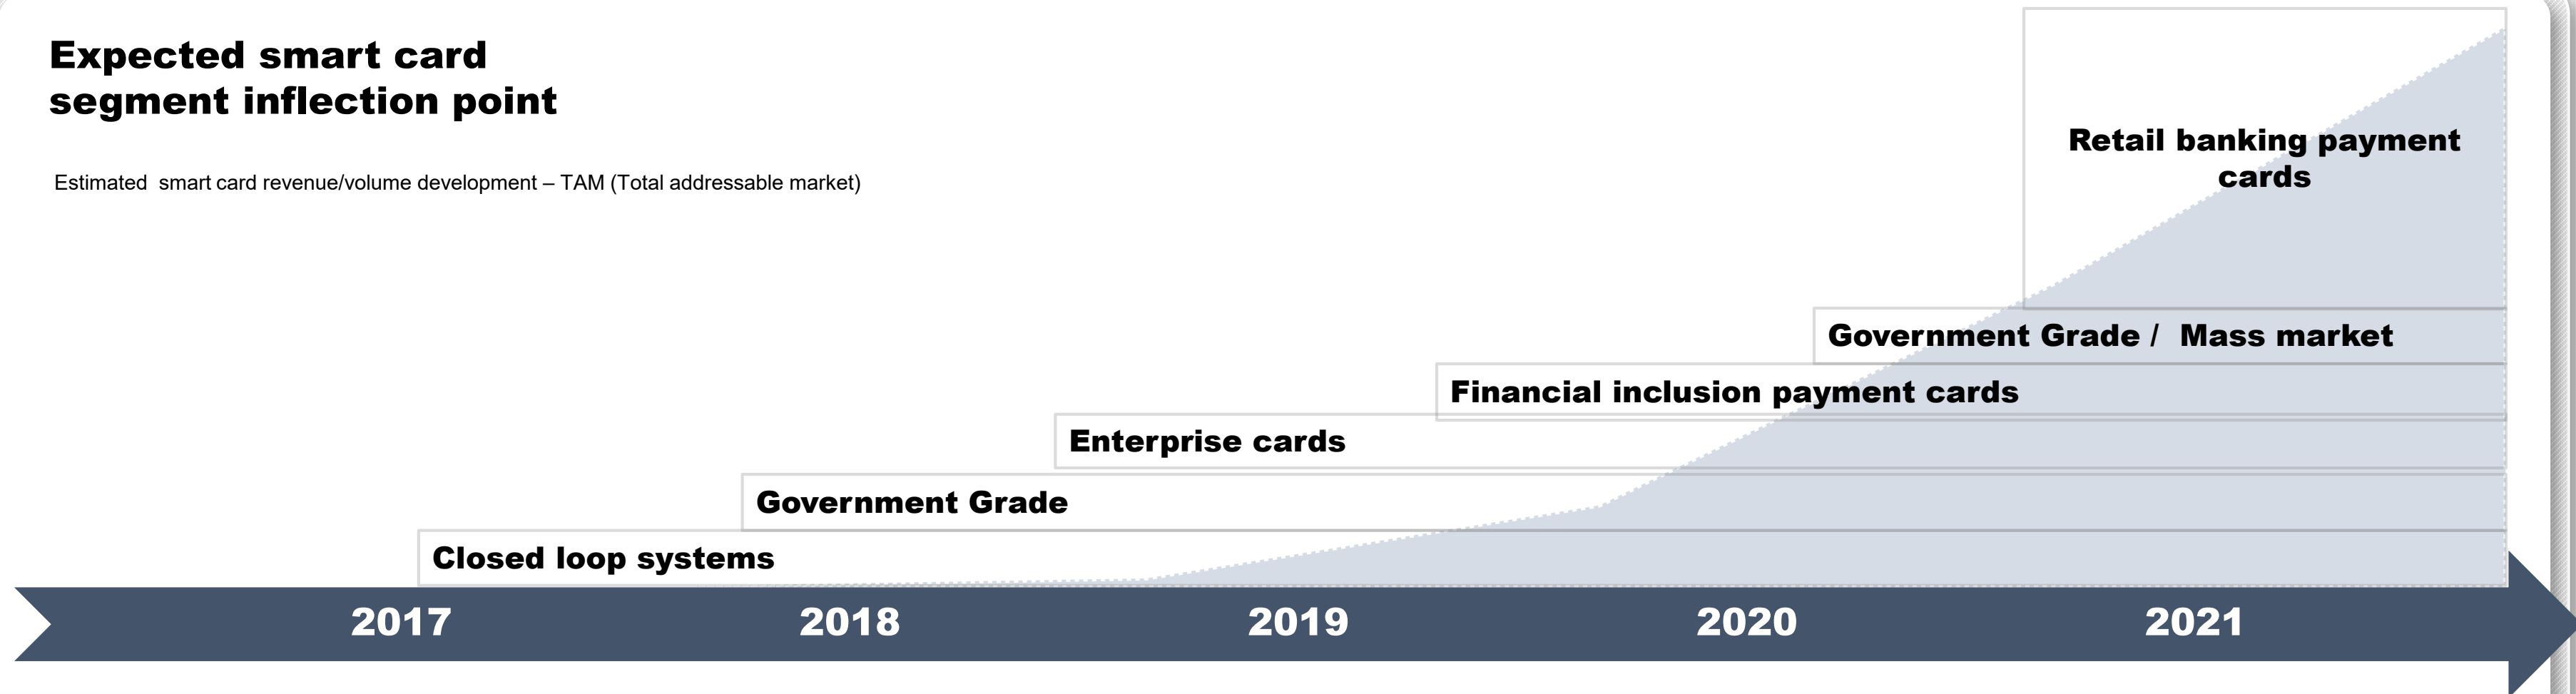 Expected smart card
segment inflection point
Estimated  smart card revenue/volume development – TAM (Total addressable market)
Retail banking payment
cards
Government Grade /  Mass market
Financial inclusion payment cards
Enterprise cards
Government Grade
Closed loop systems
2017 2018 2019 2020 2021